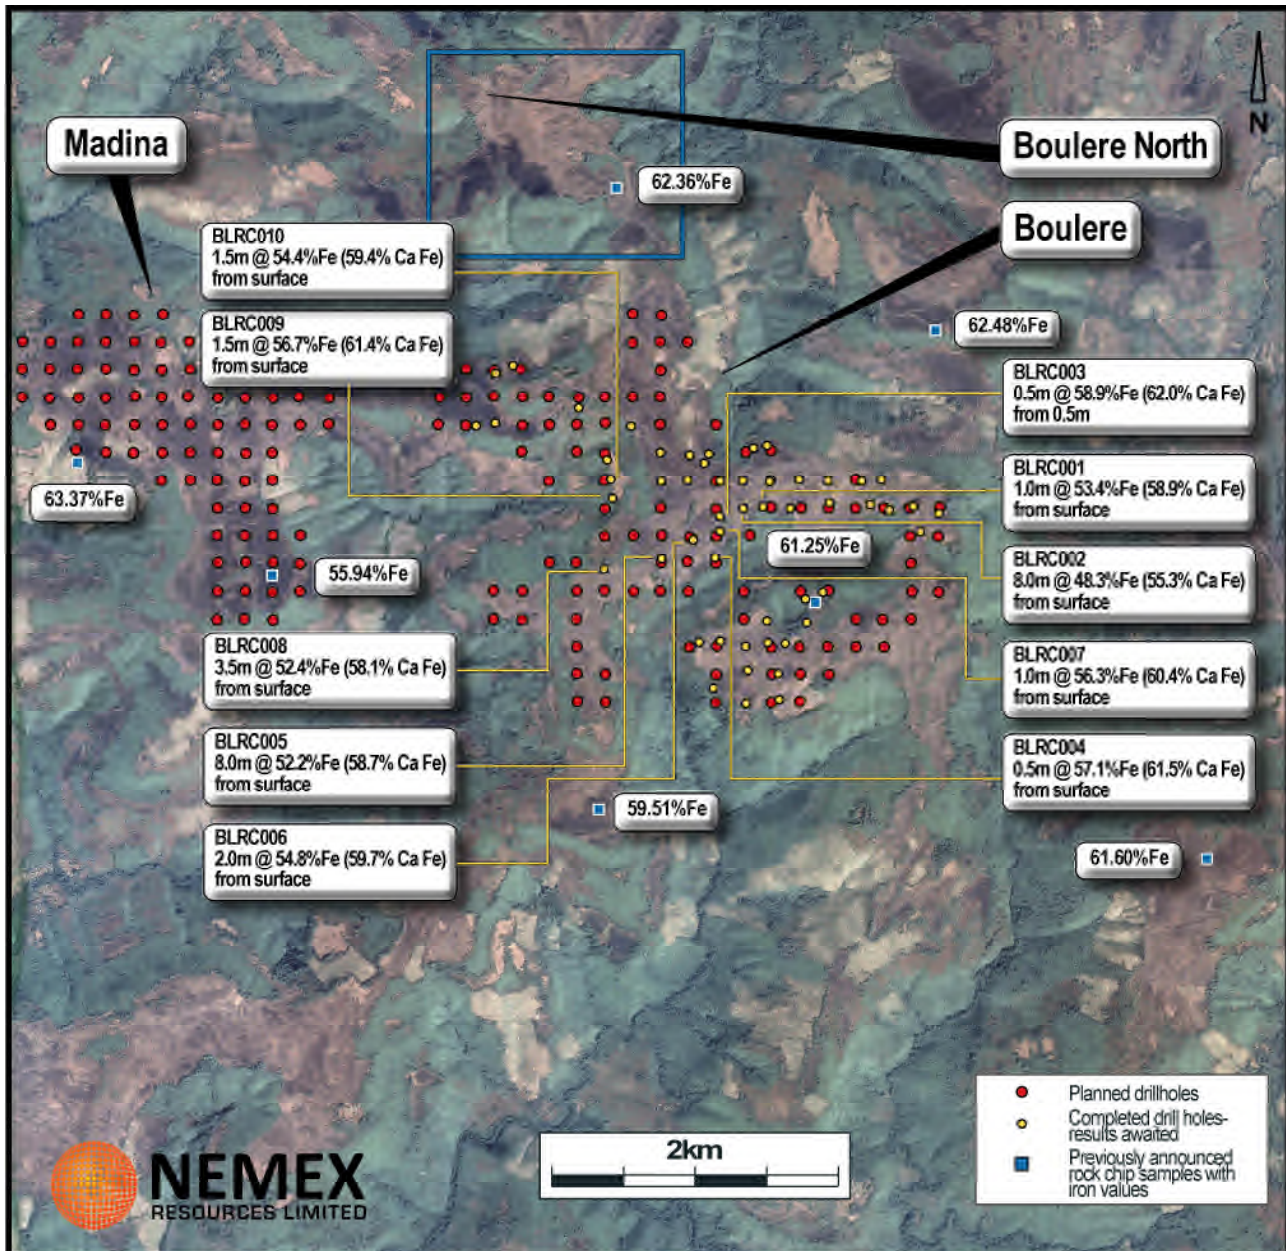 Madina
Boulere North
N
62.36%Fe
Boulere
BLRC010
1.5m @ 54.4%Fe (59.4% Ca Fe)
from surface
BLRC009
1.5m @ 56.7%Fe (61.4% Ca Fe)
from surface
62.48%Fe
BLRC003
0.5m @ 58.9%Fe (62.0% Ca Fe)
from 0.5m
63.37%Fe
BLRC001
1.0m @ 53.4%Fe (58.9% Ca Fe)
from surface
61.25%Fe
55.94%Fe
BLRC002
8.0m @ 48.3%Fe (55.3% Ca Fe)
from surface
BLRC008
3.5m @ 52.4%Fe (58.1% Ca Fe)
from surface
BLRC007
1.0m @ 56.3%Fe (60.4% Ca Fe)
from surface
BLRC005
8.0m @ 52.2%Fe (58.7% Ca Fe)
from surface
BLRC004
0.5m @ 57.1%Fe (61.5% Ca Fe)
from surface
59.51%Fe
BLRC006
2.0m @ 54.8%Fe (59.7% Ca Fe)
from surface
61.60%Fe
Planned drillholes
Completed drill holes-
results awaited
Previously announced
rock chip samples with
iron values
2km
NEMEX
RESOURCES LIMITED